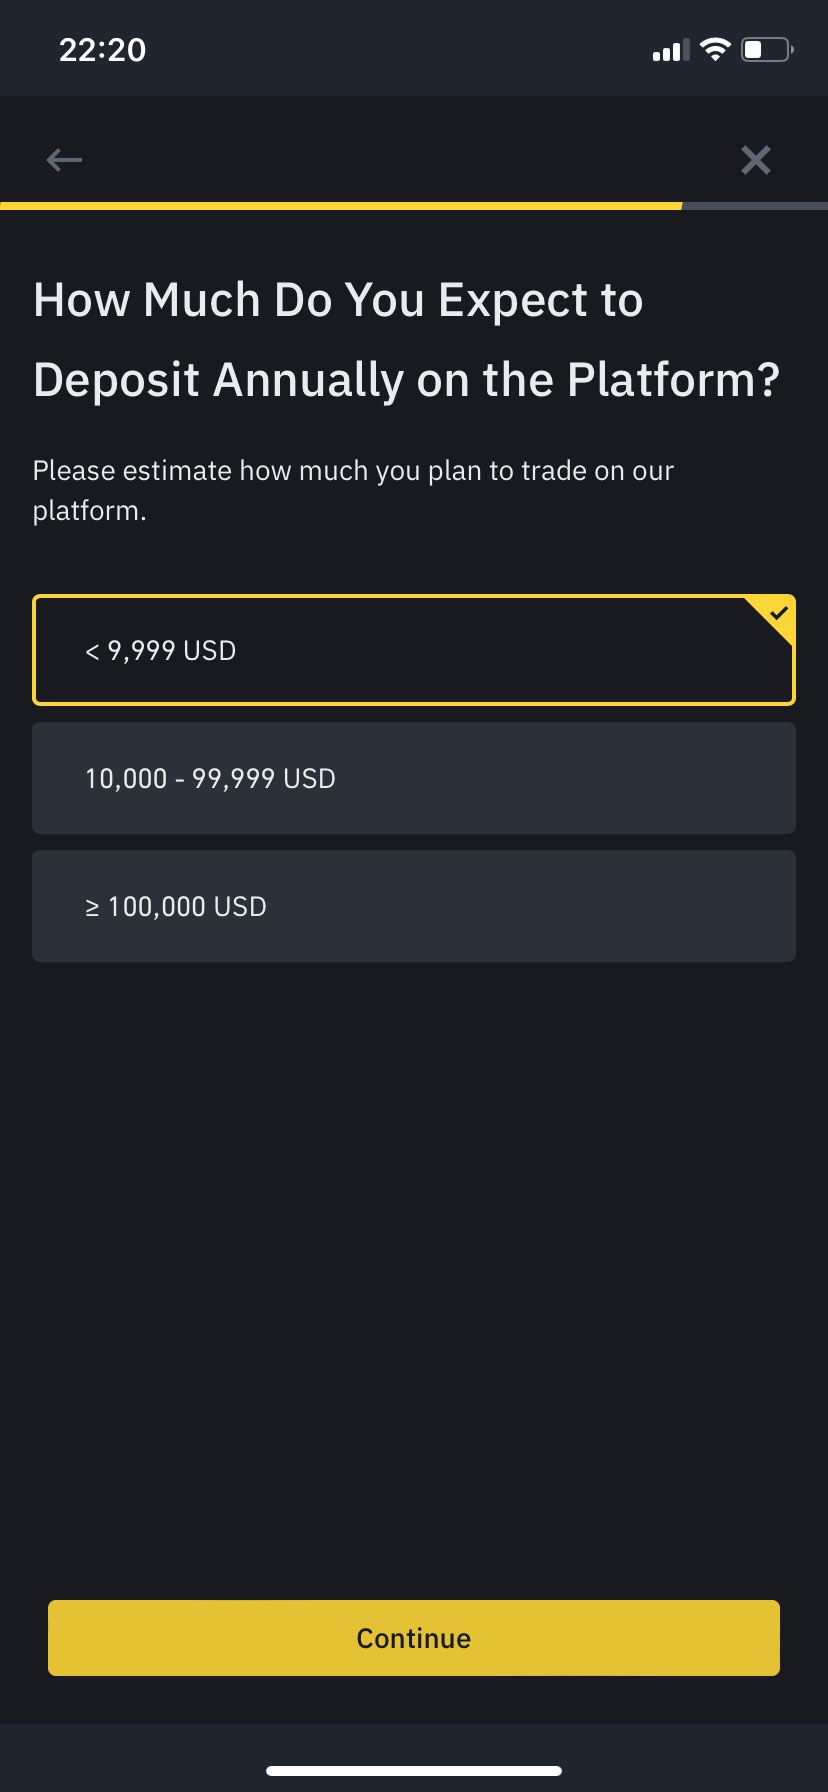 22:20
How Much Do You Expect to
Deposit Annually on the Platform?
Please estimate how much you plan to trade on our
platform.
< 9,999 USD
10,000 - 99,999 USD
≥ 100,000 USD
Continue